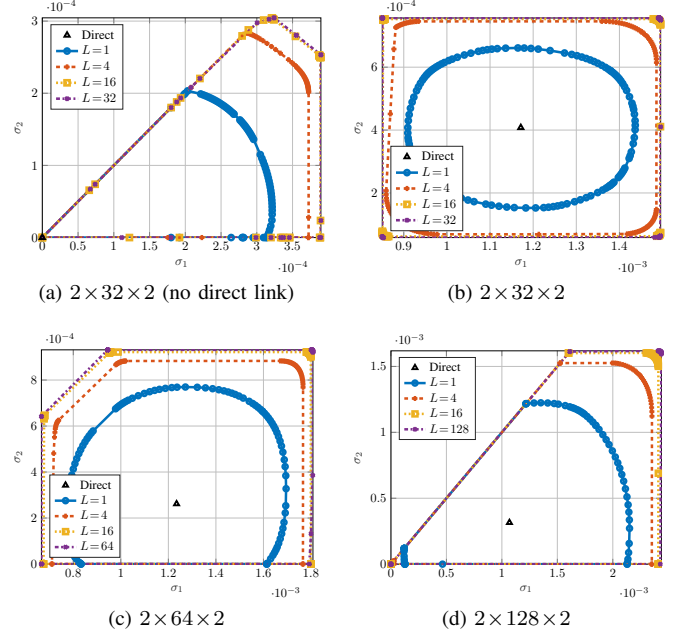 ·10⁻⁴
3
2
1
0
σ₂
Direct
L=1
L=4
L=16
L=32
0 0.5 1 1.5 2 2.5 3 3.5
σ₁
·10⁻⁴
(a) 2×32×2 (no direct link)
6
4
2
·10⁻⁴
σ₂
Direct
L=1
L=4
L=16
L=32
0.9 1 1.1 1.2 1.3 1.4
σ₁
·10⁻³
(b) 2×32×2
·10⁻⁴
8
6
4
2
0
σ₂
Direct
L=1
L=4
L=16
L=64
0.8 1 1.2 1.4 1.6 1.8
σ₁
·10⁻³
(c) 2×64×2
·10⁻³
1.5
1
0.5
0
σ₂
Direct
L=1
L=4
L=16
L=128
0 0.5 1 1.5 2
σ₁
·10⁻³
(d) 2×128×2